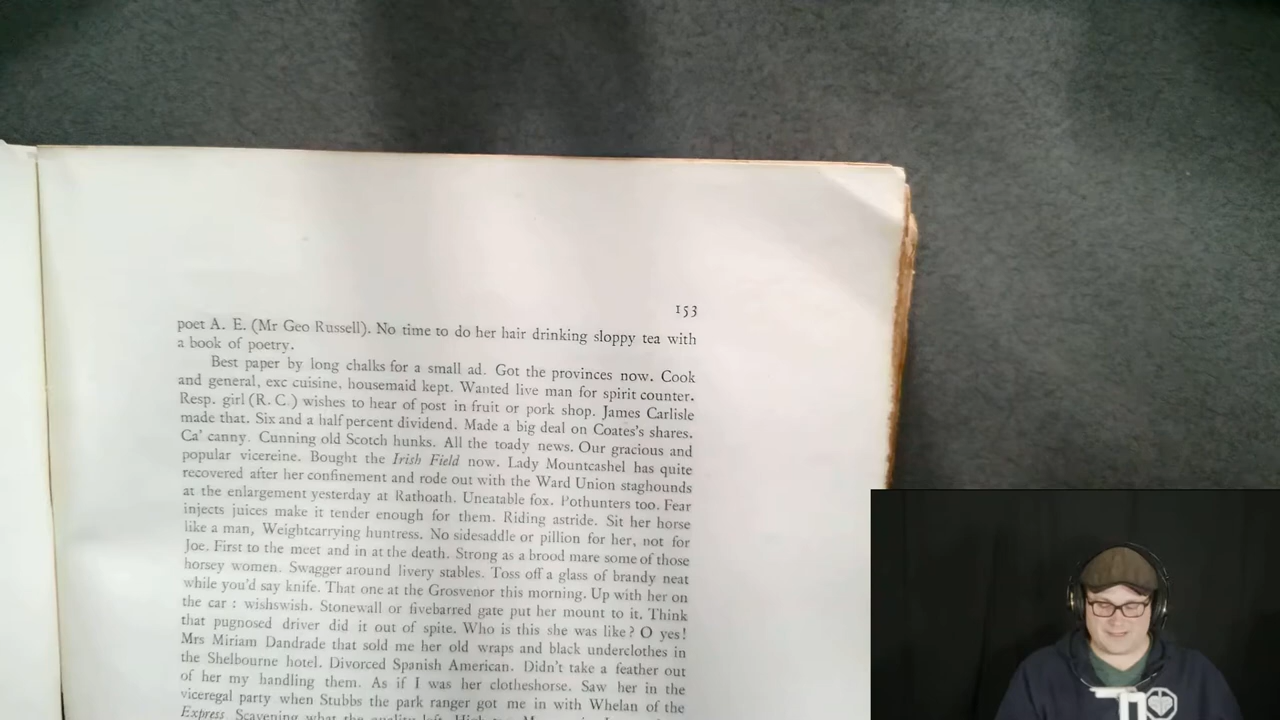 153
poet A. E. (Mr Geo Russell). No time to do her hair drinking sloppy tea with
a book of poetry.
Best paper by long chalks for a small ad. Got the provinces now. Cook
and general, exc cuisine, housemaid kept. Wanted live man for spirit counter.
Resp. girl (R. C.) wishes to hear of post in fruit or pork shop. James Carlisle
made that. Six and a half percent dividend. Made a big deal on Coates's shares.
Ca' canny. Cunning old Scotch hunks. All the toady news. Our gracious and
popular vicereine. Bought the Irish Field now. Lady Mountcashel has quite
recovered after her confinement and rode out with the Ward Union staghounds
at the enlargement yesterday at Rathoath. Uneatable fox. Pothunters too. Fear
injects juices make it tender enough for them. Riding astride. Sit her horse
like a man, Weightcarrying huntress. No sidesaddle or pillion for her, not for
Joe. First to the meet and in at the death. Strong as a brood mare some of those
horsey women. Swagger around livery stables. Toss off a glass of brandy neat
while you'd say knife. That one at the Grosvenor this morning. Up with her on
the car : wishswish. Stonewall or fivebarred gate put her mount to it. Think
that pugnosed driver did it out of spite. Who is this she was like? O yes!
Mrs Miriam Dandrade that sold me her old wraps and black underclothes in
the Shelbourne hotel. Divorced Spanish American. Didn't take a feather out
of her my handling them. As if I was her clotheshorse. Saw her in the
viceregal party when Stubbs the park ranger got me in with Whelan of the
Express. Scavening what the quality left. High